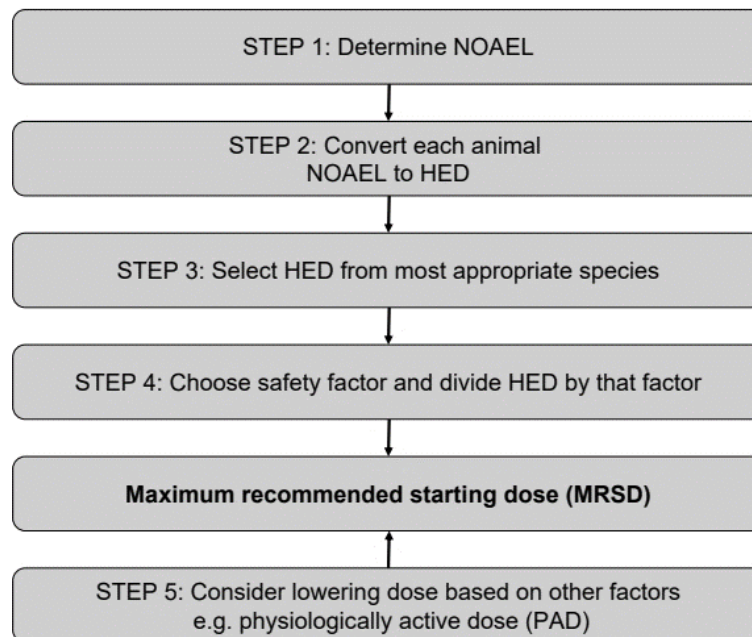 STEP 1: Determine NOAEL
STEP 2: Convert each animal
NOAEL to HED
STEP 3: Select HED from most appropriate species
STEP 4: Choose safety factor and divide HED by that factor
Maximum recommended starting dose (MRSD)
STEP 5: Consider lowering dose based on other factors
e.g. physiologically active dose (PAD)